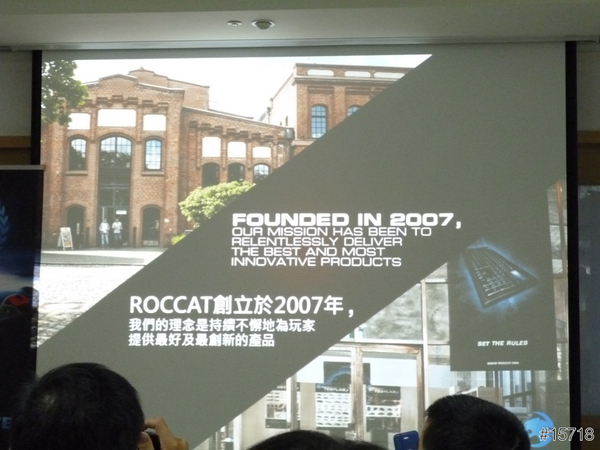 FOUNDED IN 2007,
OUR MISSION HAS BEEN TO
RELENTLESSLY DELIVER
THE BEST AND MOST
INNOVATIVE PRODUCTS
ROCCAT創立於2007年，
我們的理念是持續不懈地為玩家
提供最好及最創新的產品
SET THE RULES
#15718